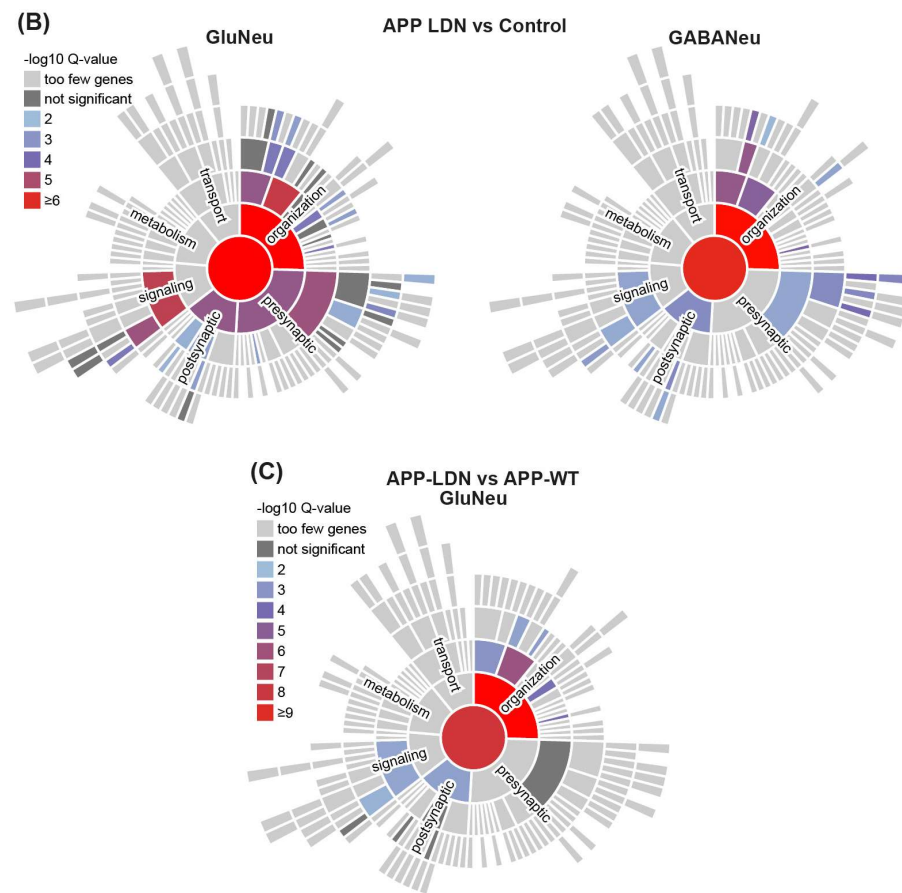 (B)
APP LDN vs Control
GluNeu
GABANeu
-log10 Q-value
too few genes
not significant
2
3
4
5
≥6
transport
organization
metabolism
signaling
postsynaptic
presynaptic
transport
organization
metabolism
signaling
postsynaptic
presynaptic
(C)
APP-LDN vs APP-WT
GluNeu
-log10 Q-value
too few genes
not significant
2
3
4
5
6
7
8
≥9
transport
organization
metabolism
signaling
postsynaptic
presynaptic